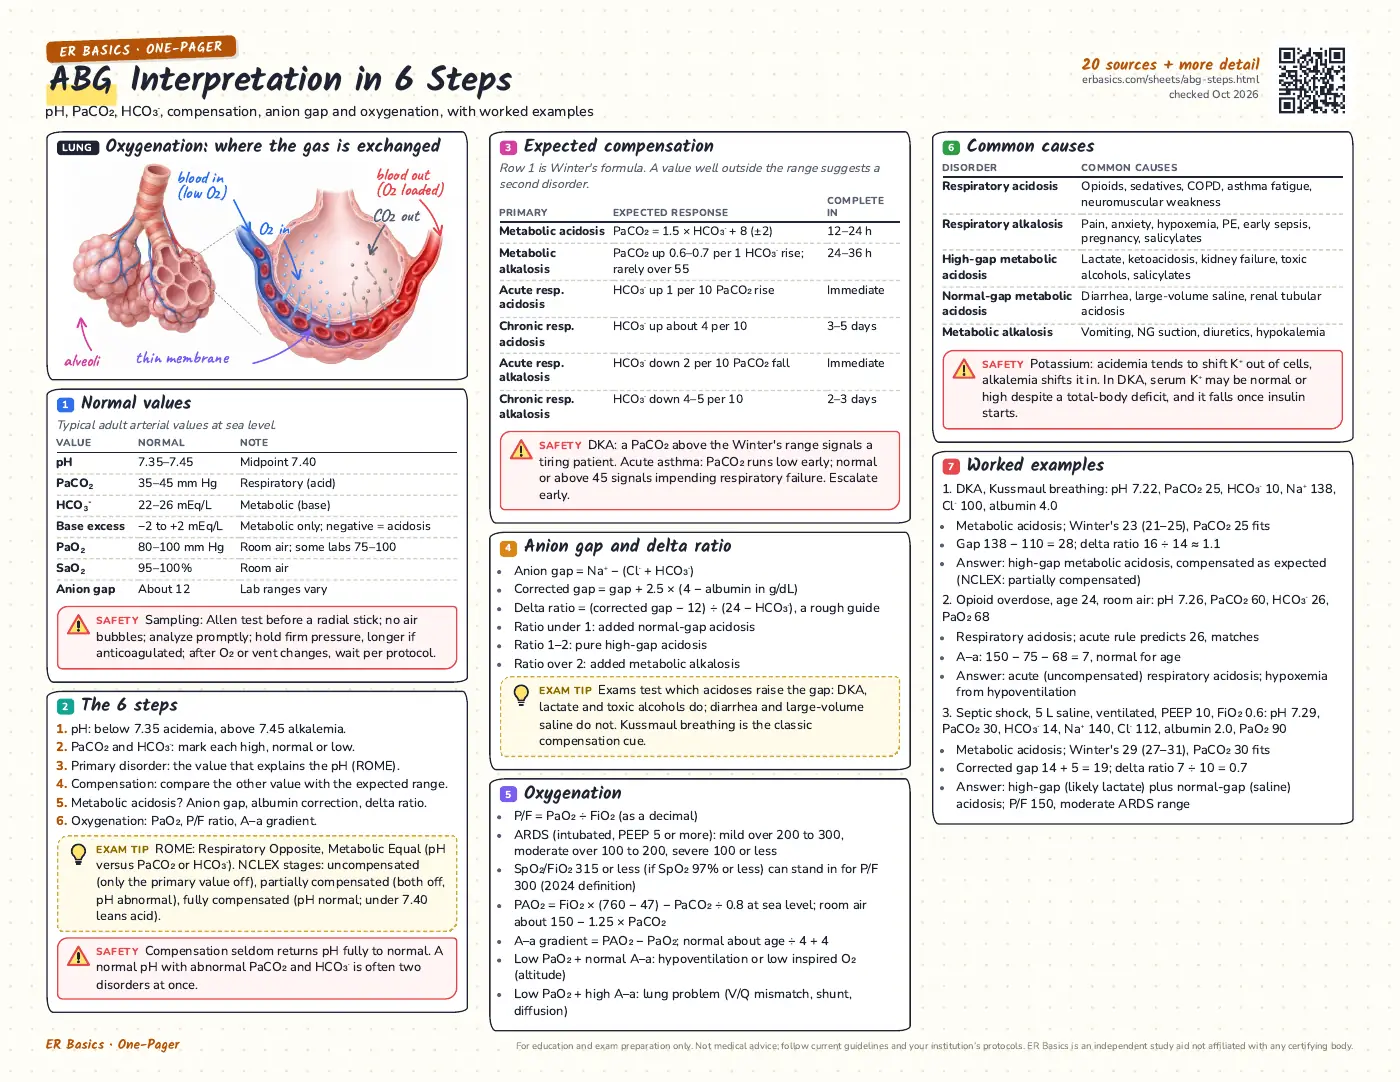 ER BASICS · ONE-PAGER
ABG Interpretation in 6 Steps
pH, PaCO₂, HCO₃⁻, compensation, anion gap and oxygenation, with worked examples
20 sources + more detail
erbasics.com/sheets/abg-steps.html
checked Oct 2026
LUNG Oxygenation: where the gas is exchanged
blood in
(low O₂)
blood out
(O₂ loaded)
CO₂ out
O₂ in
alveoli
thin membrane
1 Normal values
Typical adult arterial values at sea level.
VALUE NORMAL NOTE
pH 7.35–7.45 Midpoint 7.40
PaCO₂ 35–45 mm Hg Respiratory (acid)
HCO₃⁻ 22–26 mEq/L Metabolic (base)
Base excess −2 to +2 mEq/L Metabolic only; negative = acidosis
PaO₂ 80–100 mm Hg Room air; some labs 75–100
SaO₂ 95–100% Room air
Anion gap About 12 Lab ranges vary
SAFETY Sampling: Allen test before a radial stick; no air
bubbles; analyze promptly; hold firm pressure, longer if
anticoagulated; after O₂ or vent changes, wait per protocol.
2 The 6 steps
1. pH: below 7.35 acidemia, above 7.45 alkalemia.
2. PaCO₂ and HCO₃⁻: mark each high, normal or low.
3. Primary disorder: the value that explains the pH (ROME).
4. Compensation: compare the other value with the expected range.
5. Metabolic acidosis? Anion gap, albumin correction, delta ratio.
6. Oxygenation: PaO₂, P/F ratio, A–a gradient.
EXAM TIP ROME: Respiratory Opposite, Metabolic Equal (pH
versus PaCO₂ or HCO₃⁻). NCLEX stages: uncompensated
(only the primary value off), partially compensated (both off,
pH abnormal), fully compensated (pH normal; under 7.40
leans acid).
SAFETY Compensation seldom returns pH fully to normal. A
normal pH with abnormal PaCO₂ and HCO₃⁻ is often two
disorders at once.
3 Expected compensation
Row 1 is Winter's formula. A value well outside the range suggests a
second disorder.
PRIMARY EXPECTED RESPONSE COMPLETE
IN
Metabolic acidosis PaCO₂ = 1.5 × HCO₃⁻ + 8 (±2) 12–24 h
Metabolic PaCO₂ up 0.6–0.7 per 1 HCO₃⁻ rise; 24–36 h
alkalosis rarely over 55
Acute resp. HCO₃⁻ up 1 per 10 PaCO₂ rise Immediate
acidosis
Chronic resp. HCO₃⁻ up about 4 per 10 3–5 days
acidosis
Acute resp. HCO₃⁻ down 2 per 10 PaCO₂ fall Immediate
alkalosis
Chronic resp. HCO₃⁻ down 4–5 per 10 2–3 days
alkalosis
SAFETY DKA: a PaCO₂ above the Winter's range signals a
tiring patient. Acute asthma: PaCO₂ runs low early; normal
or above 45 signals impending respiratory failure. Escalate
early.
4 Anion gap and delta ratio
• Anion gap = Na⁺ − (Cl⁻ + HCO₃⁻)
• Corrected gap = gap + 2.5 × (4 − albumin in g/dL)
• Delta ratio = (corrected gap − 12) ÷ (24 − HCO₃⁻), a rough guide
• Ratio under 1: added normal-gap acidosis
• Ratio 1–2: pure high-gap acidosis
• Ratio over 2: added metabolic alkalosis
EXAM TIP Exams test which acidoses raise the gap: DKA,
lactate and toxic alcohols do; diarrhea and large-volume
saline do not. Kussmaul breathing is the classic
compensation cue.
5 Oxygenation
• P/F = PaO₂ ÷ FiO₂ (as a decimal)
• ARDS (intubated, PEEP 5 or more): mild over 200 to 300,
moderate over 100 to 200, severe 100 or less
• SpO₂/FiO₂ 315 or less (if SpO₂ 97% or less) can stand in for P/F
300 (2024 definition)
• PAO₂ = FiO₂ × (760 − 47) − PaCO₂ ÷ 0.8 at sea level; room air
about 150 − 1.25 × PaCO₂
• A–a gradient = PAO₂ − PaO₂; normal about age ÷ 4 + 4
• Low PaO₂ + normal A–a: hypoventilation or low inspired O₂
(altitude)
• Low PaO₂ + high A–a: lung problem (V/Q mismatch, shunt,
diffusion)
6 Common causes
DISORDER COMMON CAUSES
Respiratory acidosis Opioids, sedatives, COPD, asthma fatigue,
neuromuscular weakness
Respiratory alkalosis Pain, anxiety, hypoxemia, PE, early sepsis,
pregnancy, salicylates
High-gap metabolic Lactate, ketoacidosis, kidney failure, toxic
acidosis alcohols, salicylates
Normal-gap metabolic Diarrhea, large-volume saline, renal tubular
acidosis acidosis
Metabolic alkalosis Vomiting, NG suction, diuretics, hypokalemia
SAFETY Potassium: acidemia tends to shift K⁺ out of cells,
alkalemia shifts it in. In DKA, serum K⁺ may be normal or
high despite a total-body deficit, and it falls once insulin
starts.
7 Worked examples
1. DKA, Kussmaul breathing: pH 7.22, PaCO₂ 25, HCO₃⁻ 10, Na⁺ 138,
Cl⁻ 100, albumin 4.0
• Metabolic acidosis; Winter's 23 (21–25), PaCO₂ 25 fits
• Gap 138 − 110 = 28; delta ratio 16 ÷ 14 ≈ 1.1
• Answer: high-gap metabolic acidosis, compensated as expected
(NCLEX: partially compensated)
2. Opioid overdose, age 24, room air: pH 7.26, PaCO₂ 60, HCO₃⁻ 26,
PaO₂ 68
• Respiratory acidosis; acute rule predicts 26, matches
• A–a: 150 − 75 − 68 = 7, normal for age
• Answer: acute (uncompensated) respiratory acidosis; hypoxemia
from hypoventilation
3. Septic shock, 5 L saline, ventilated, PEEP 10, FiO₂ 0.6: pH 7.29,
PaCO₂ 30, HCO₃⁻ 14, Na⁺ 140, Cl⁻ 112, albumin 2.0, PaO₂ 90
• Metabolic acidosis; Winter's 29 (27–31), PaCO₂ 30 fits
• Corrected gap 14 + 5 = 19; delta ratio 7 ÷ 10 = 0.7
• Answer: high-gap (likely lactate) plus normal-gap (saline)
acidosis; P/F 150, moderate ARDS range
ER Basics · One-Pager
For education and exam preparation only. Not medical advice; follow current guidelines and your institution's protocols. ER Basics is an independent study aid not affiliated with any certifying body.